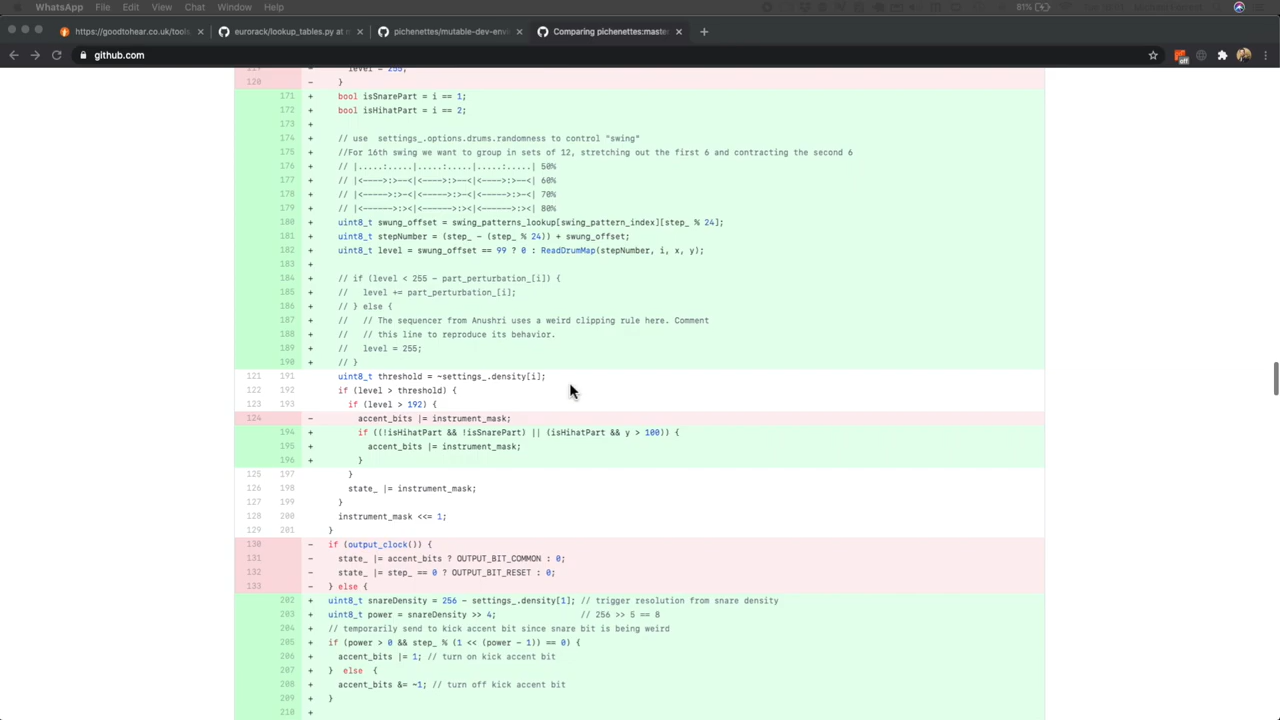 WhatsApp File Edit View Chat Window Help 81%
https://goodtohear.co.uk/tools eurorack/lookup_tables.py at m pichenettes/mutable-dev-envi Comparing pichenettes:master
github.com
level = 255;
120 - }
171 + bool isSnarePart = i == 1;
172 + bool isHihatPart = i == 2;
173 +
174 + // use  settings_.options.drums.randomness to control "swing"
175 + //For 16th swing we want to group in sets of 12, stretching out the first 6 and contracting the second 6
176 + // |.....:.....|.....:.....|.....:.....| 50%
177 + // |<---->:>--<|<---->:>--<|<---->:>--<| 60%
178 + // |<----->:>-<|<----->:>-<|<----->:>-<| 70%
179 + // |<------>:><|<------>:><|<------>:><| 80%
180 + uint8_t swung_offset = swing_patterns_lookup[swing_pattern_index][step_ % 24];
181 + uint8_t stepNumber = (step_ - (step_ % 24)) + swung_offset;
182 + uint8_t level = swung_offset == 99 ? 0 : ReadDrumMap(stepNumber, i, x, y);
183 +
184 + // if (level < 255 - part_perturbation_[i]) {
185 + //   level += part_perturbation_[i];
186 + // } else {
187 + //   // The sequencer from Anushri uses a weird clipping rule here. Comment
188 + //   // this line to reproduce its behavior.
189 + //   level = 255;
190 + // }
121 191 uint8_t threshold = ~settings_.density[i];
122 192 if (level > threshold) {
123 193 if (level > 192) {
124 - accent_bits |= instrument_mask;
194 + if ((!isHihatPart && !isSnarePart) || (isHihatPart && y > 100)) {
195 + accent_bits |= instrument_mask;
196 + }
125 197 }
126 198 state_ |= instrument_mask;
127 199 }
128 200 instrument_mask <<= 1;
129 201 }
130 - if (output_clock()) {
131 - state_ |= accent_bits ? OUTPUT_BIT_COMMON : 0;
132 - state_ |= step_ == 0 ? OUTPUT_BIT_RESET : 0;
133 - } else {
202 + uint8_t snareDensity = 256 - settings_.density[1]; // trigger resolution from snare density
203 + uint8_t power = snareDensity >> 4; // 256 >> 5 == 8
204 + // temporarily send to kick accent bit since snare bit is being weird
205 + if (power > 0 && step_ % (1 << (power - 1)) == 0) {
206 + accent_bits |= 1; // turn on kick accent bit
207 + }  else  {
208 + accent_bits &= ~1; // turn off kick accent bit
209 + }
210 +